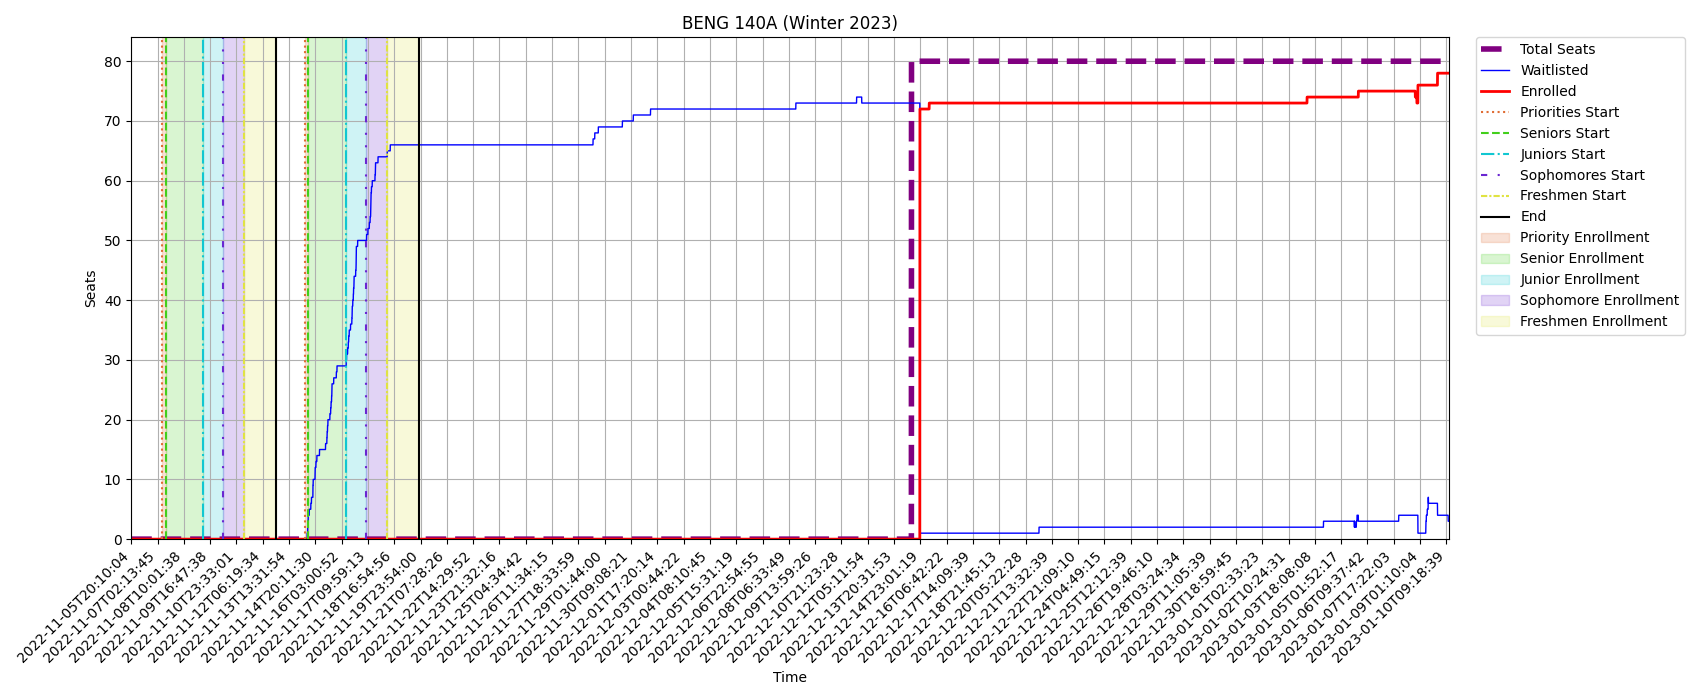 BENG 140A (Winter 2023)
Seats
80
70
60
50
40
30
20
10
0
2022-11-05T20:10:04
2022-11-07T02:13:45
2022-11-08T10:01:38
2022-11-09T16:47:38
2022-11-10T23:33:01
2022-11-12T06:19:34
2022-11-13T13:31:54
2022-11-14T20:11:30
2022-11-16T03:00:52
2022-11-17T09:59:13
2022-11-18T16:54:56
2022-11-19T23:54:00
2022-11-21T07:28:26
2022-11-22T14:29:52
2022-11-23T21:32:16
2022-11-25T04:34:42
2022-11-26T11:34:15
2022-11-27T18:33:59
2022-11-29T01:44:00
2022-11-30T09:08:21
2022-12-01T17:20:14
2022-12-03T00:44:22
2022-12-04T08:10:45
2022-12-05T15:31:19
2022-12-06T22:54:55
2022-12-08T06:33:49
2022-12-09T13:59:26
2022-12-10T21:23:28
2022-12-12T05:11:54
2022-12-13T20:31:53
2022-12-14T23:01:19
2022-12-16T06:42:22
2022-12-17T14:09:39
2022-12-18T21:45:13
2022-12-20T05:22:28
2022-12-21T13:32:39
2022-12-22T21:09:10
2022-12-24T04:49:15
2022-12-25T12:12:39
2022-12-26T19:46:10
2022-12-28T03:24:34
2022-12-29T11:05:39
2022-12-30T18:59:45
2023-01-01T02:33:23
2023-01-02T10:24:31
2023-01-03T18:08:08
2023-01-05T01:52:17
2023-01-06T09:37:42
2023-01-07T17:22:03
2023-01-09T01:10:04
2023-01-10T09:18:39
Time
Total Seats
Waitlisted
Enrolled
Priorities Start
Seniors Start
Juniors Start
Sophomores Start
Freshmen Start
End
Priority Enrollment
Senior Enrollment
Junior Enrollment
Sophomore Enrollment
Freshmen Enrollment